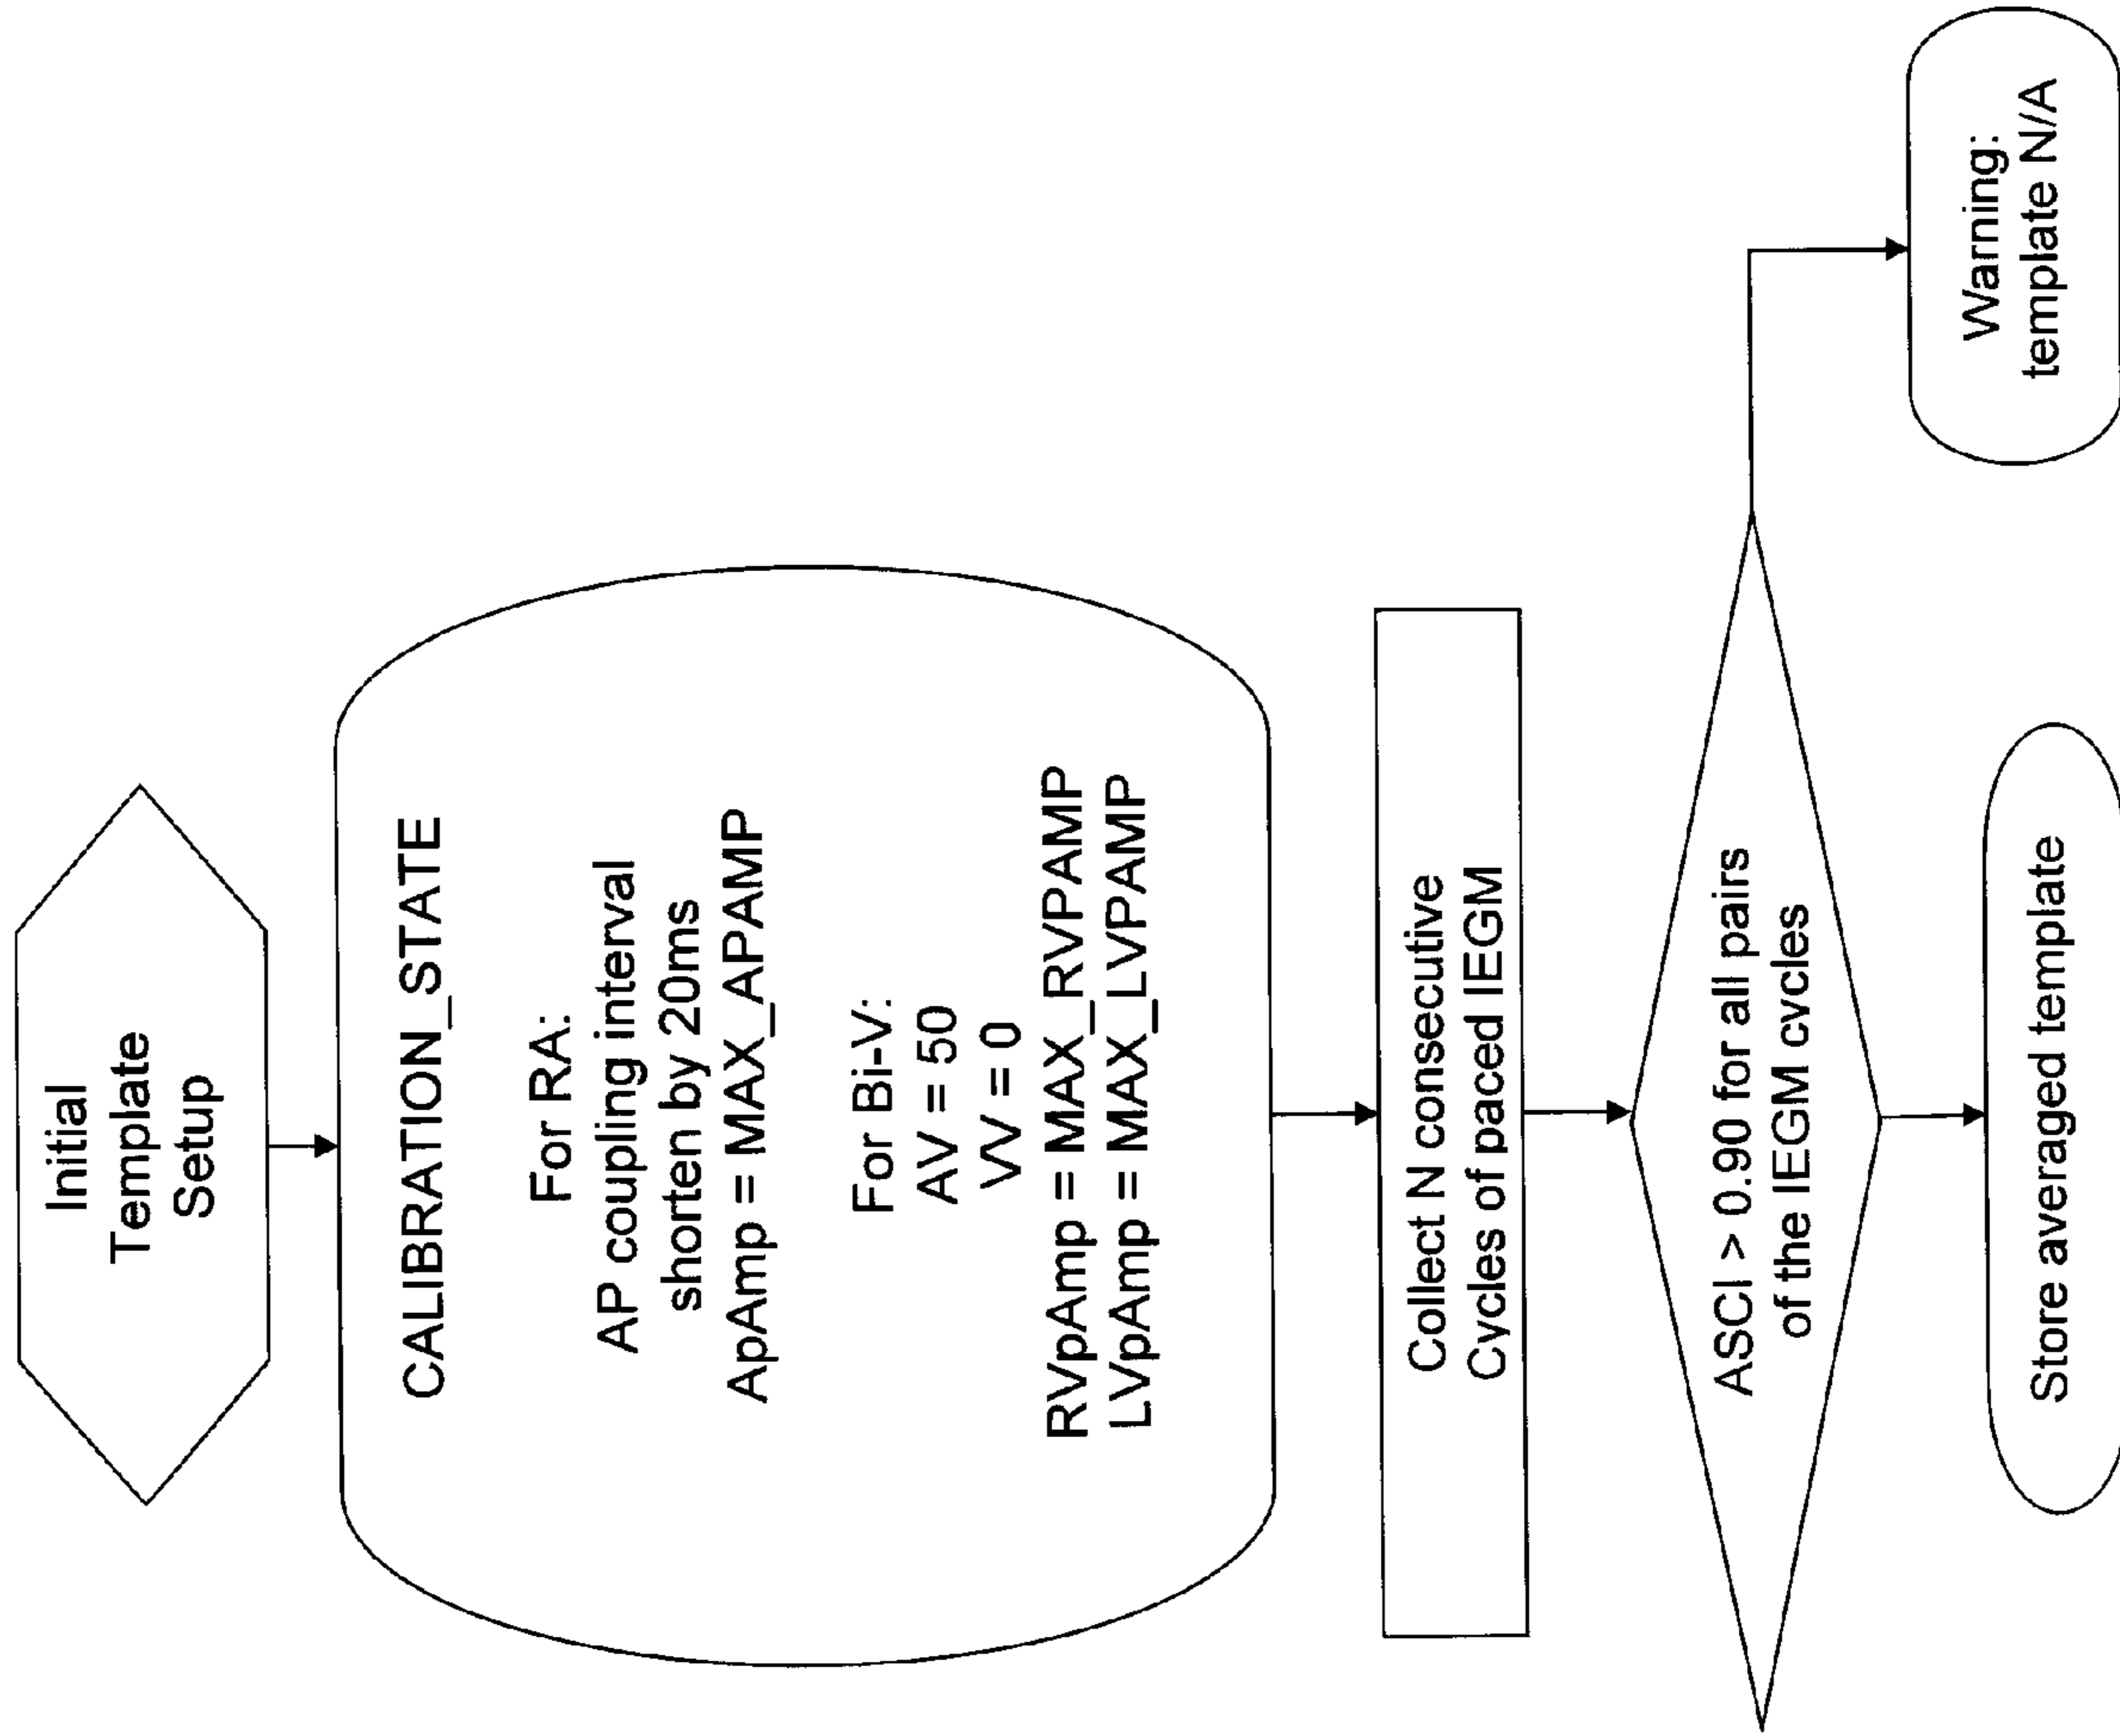 Initial
Template
Setup
CALIBRATION_STATE
For RA:
AP coupling interval
shorten by 20ms
ApAmp = MAX_APAMP
For Bi-V:
AV = 50
VV = 0
RVpAmp = MAX_RVPAMP
LVpAmp = MAX_LVPAMP
Collect N consecutive
Cycles of paced IEGM
ASCI > 0.90 for all pairs
of the IEGM cycles
Store averaged template
Warning:
template N/A